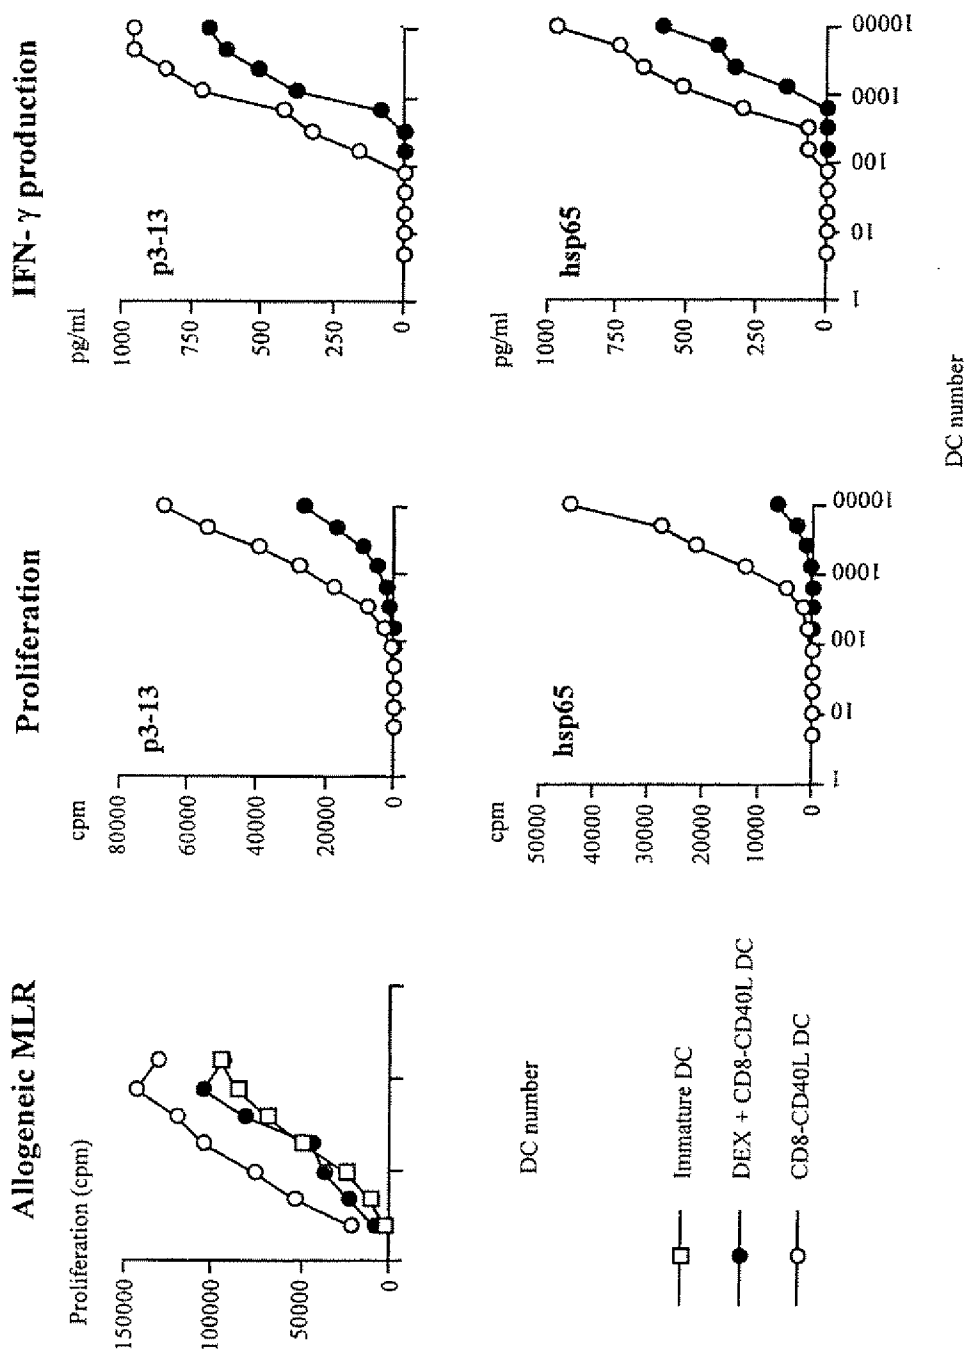 Allogeneic MLR
Proliferation (cpm)
150000
100000
50000
0
DC number
Immature DC
DEX + CD8-CD40L DC
CD8-CD40L DC
Proliferation
cpm
p3-13
80000
60000
40000
20000
0
cpm
hsp65
50000
40000
30000
20000
10000
0
1
10
100
1000
10000
IFN-γ production
pg/ml
p3-13
1000
750
500
250
0
pg/ml
hsp65
1000
750
500
250
0
1
10
100
1000
10000
DC number